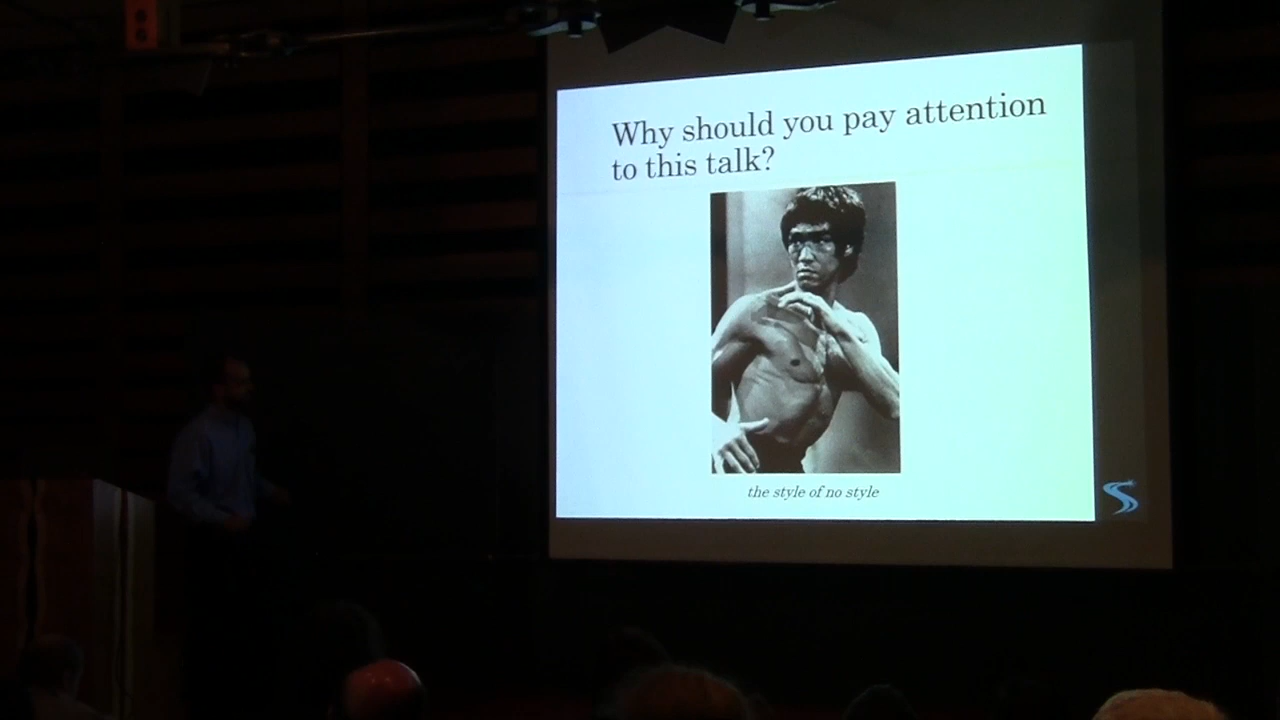 Why should you pay attention
to this talk?
the style of no style